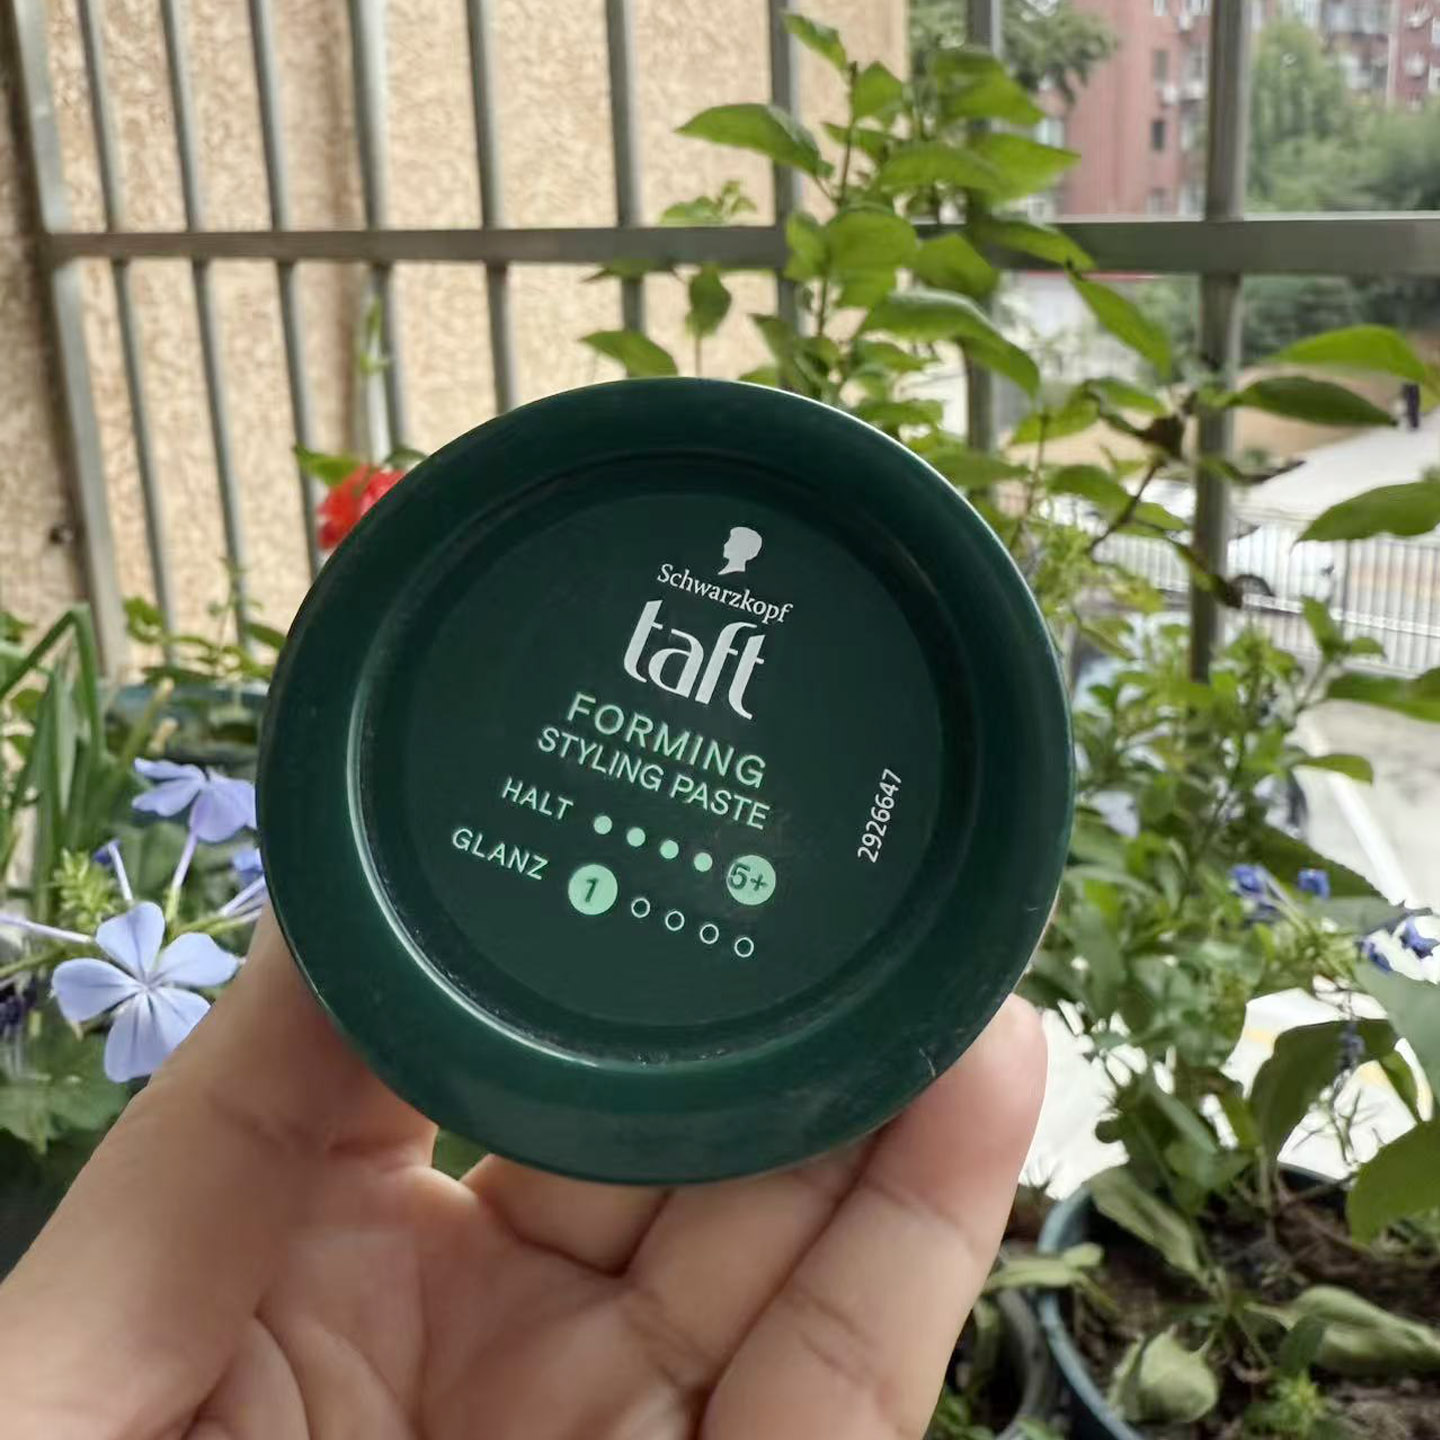 Schwarzkopf
taft
FORMING
STYLING PASTE
HALT 5+
GLANZ 1
2926647